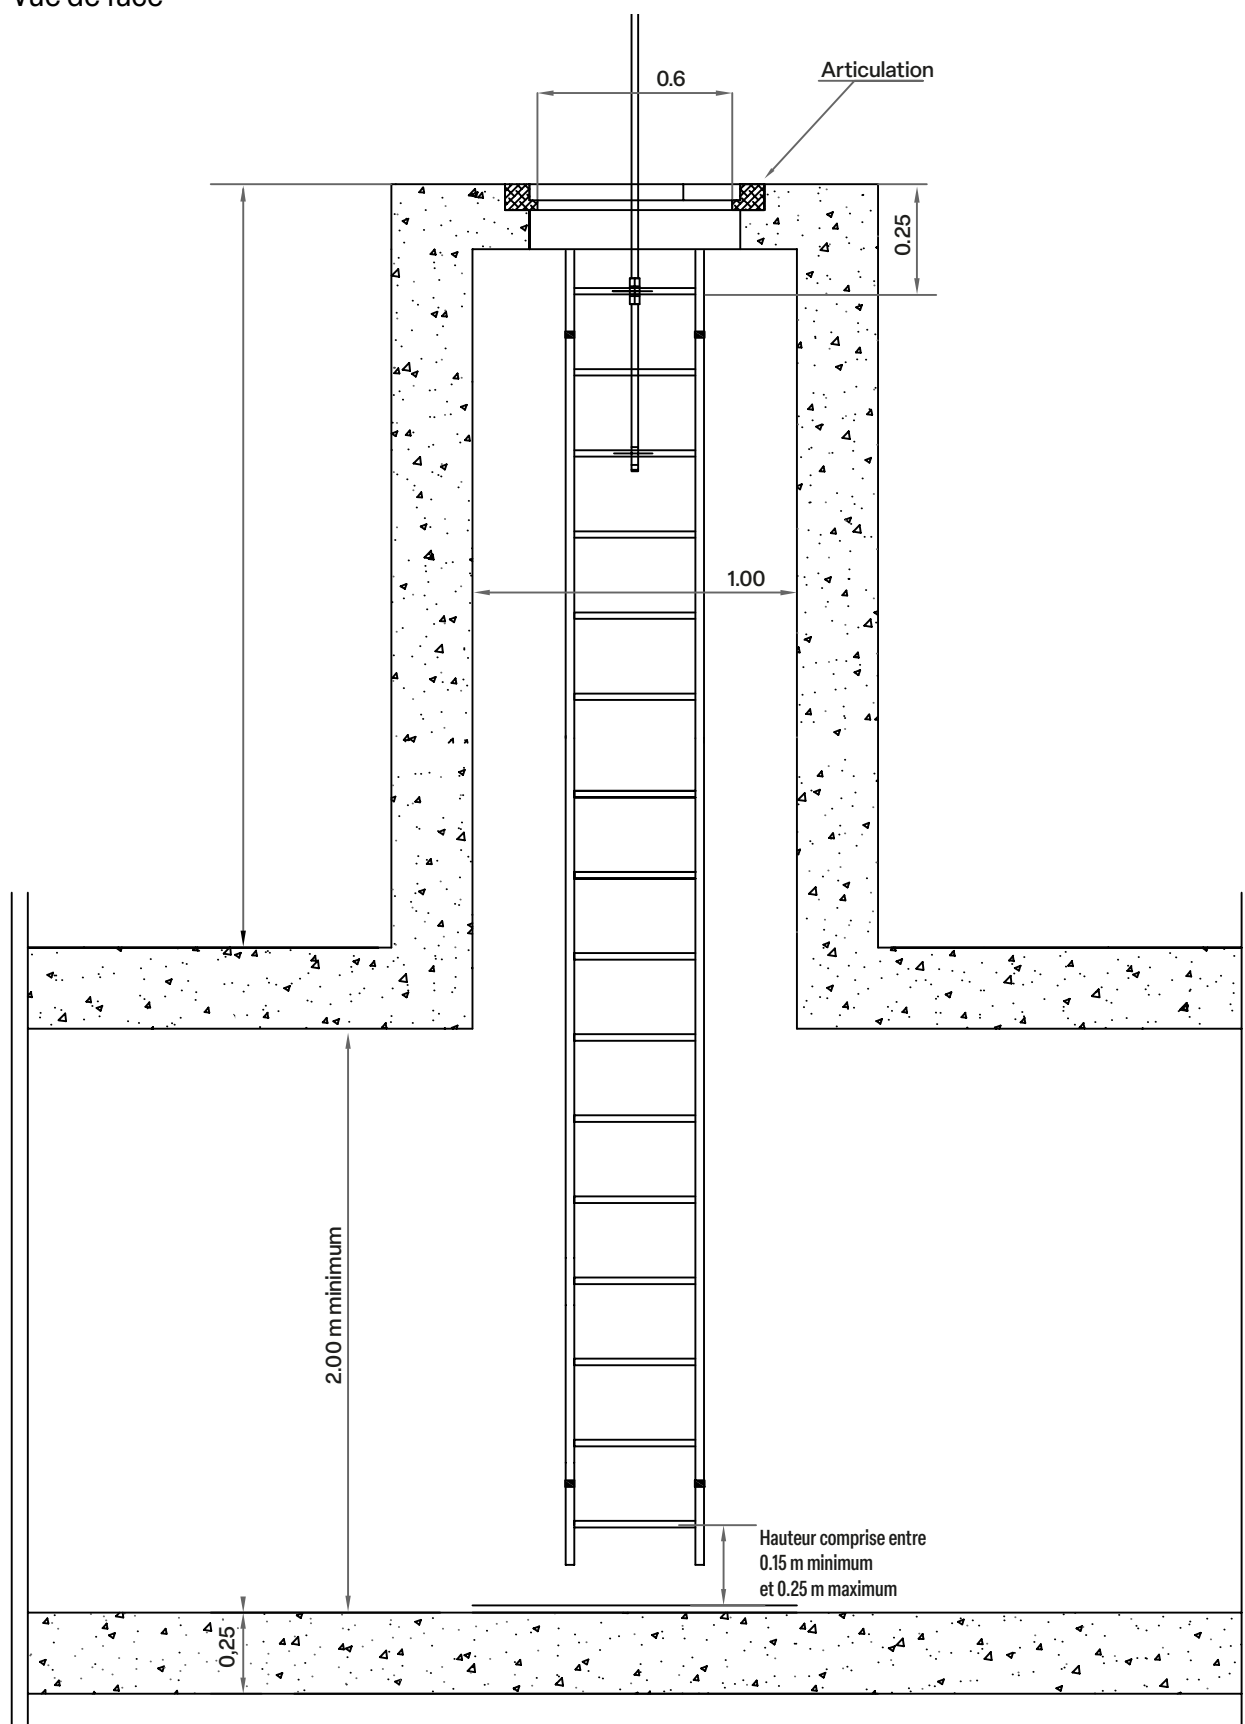 Vue de face
0.6
Articulation
0.25
1.00
2.00 m minimum
Hauteur comprise entre
0.15 m minimum
et 0.25 m maximum
0,25